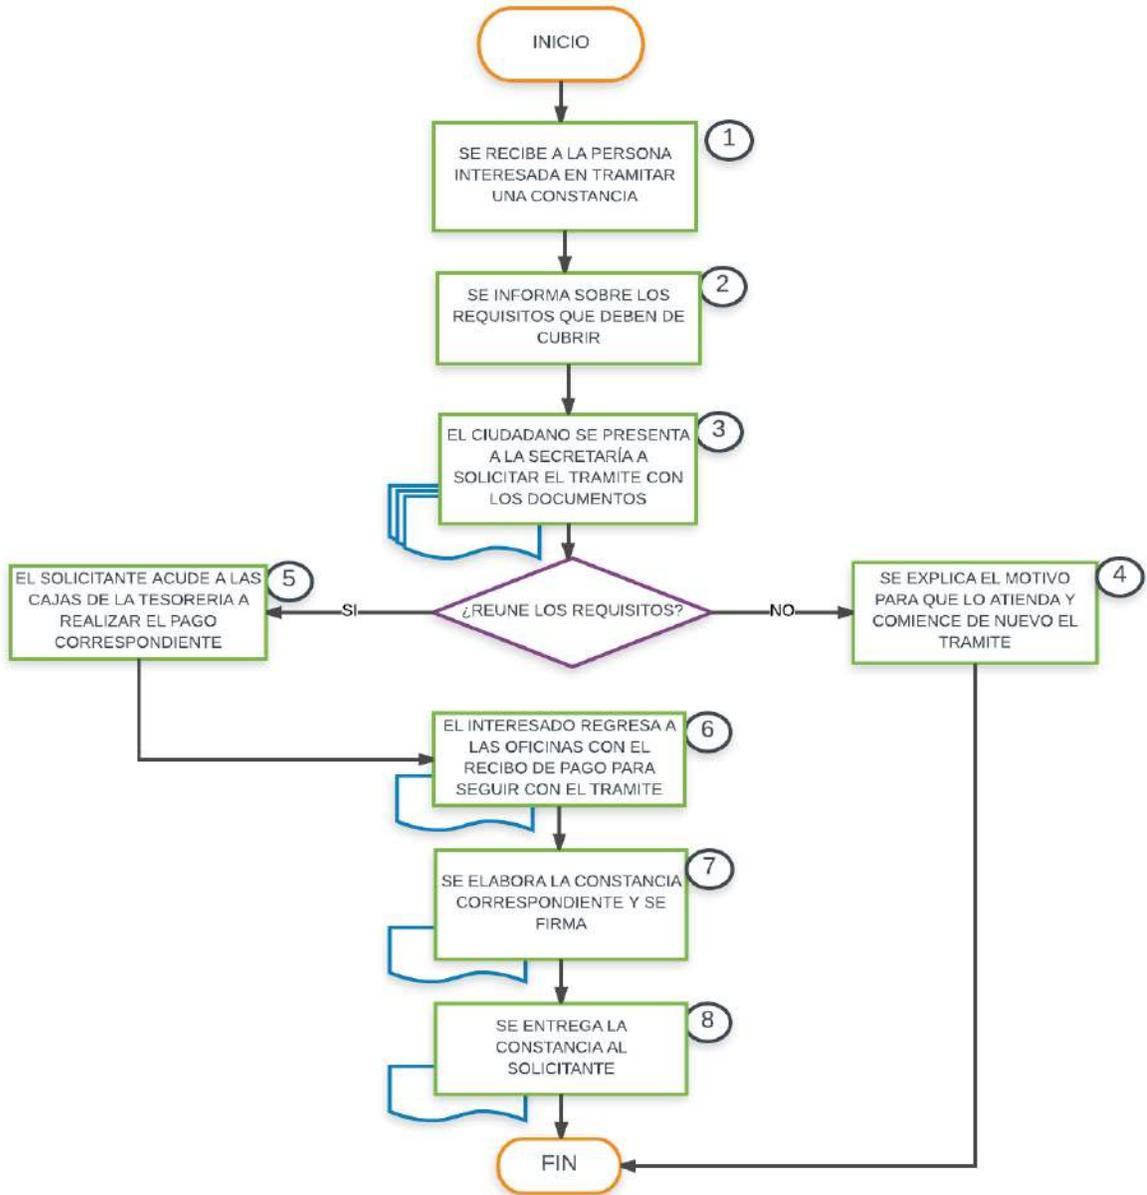 INICIO
1
SE RECIBE A LA PERSONA
INTERESADA EN TRAMITAR
UNA CONSTANCIA
2
SE INFORMA SOBRE LOS
REQUISITOS QUE DEBEN DE
CUBRIR
3
EL CIUDADANO SE PRESENTA
A LA SECRETARÍA A
SOLICITAR EL TRAMITE CON
LOS DOCUMENTOS
¿REUNE LOS REQUISITOS?
SI
NO
5
EL SOLICITANTE ACUDE A LAS
CAJAS DE LA TESORERIA A
REALIZAR EL PAGO
CORRESPONDIENTE
4
SE EXPLICA EL MOTIVO
PARA QUE LO ATIENDA Y
COMIENCE DE NUEVO EL
TRAMITE
6
EL INTERESADO REGRESA A
LAS OFICINAS CON EL
RECIBO DE PAGO PARA
SEGUIR CON EL TRAMITE
7
SE ELABORA LA CONSTANCIA
CORRESPONDIENTE Y SE
FIRMA
8
SE ENTREGA LA
CONSTANCIA AL
SOLICITANTE
FIN